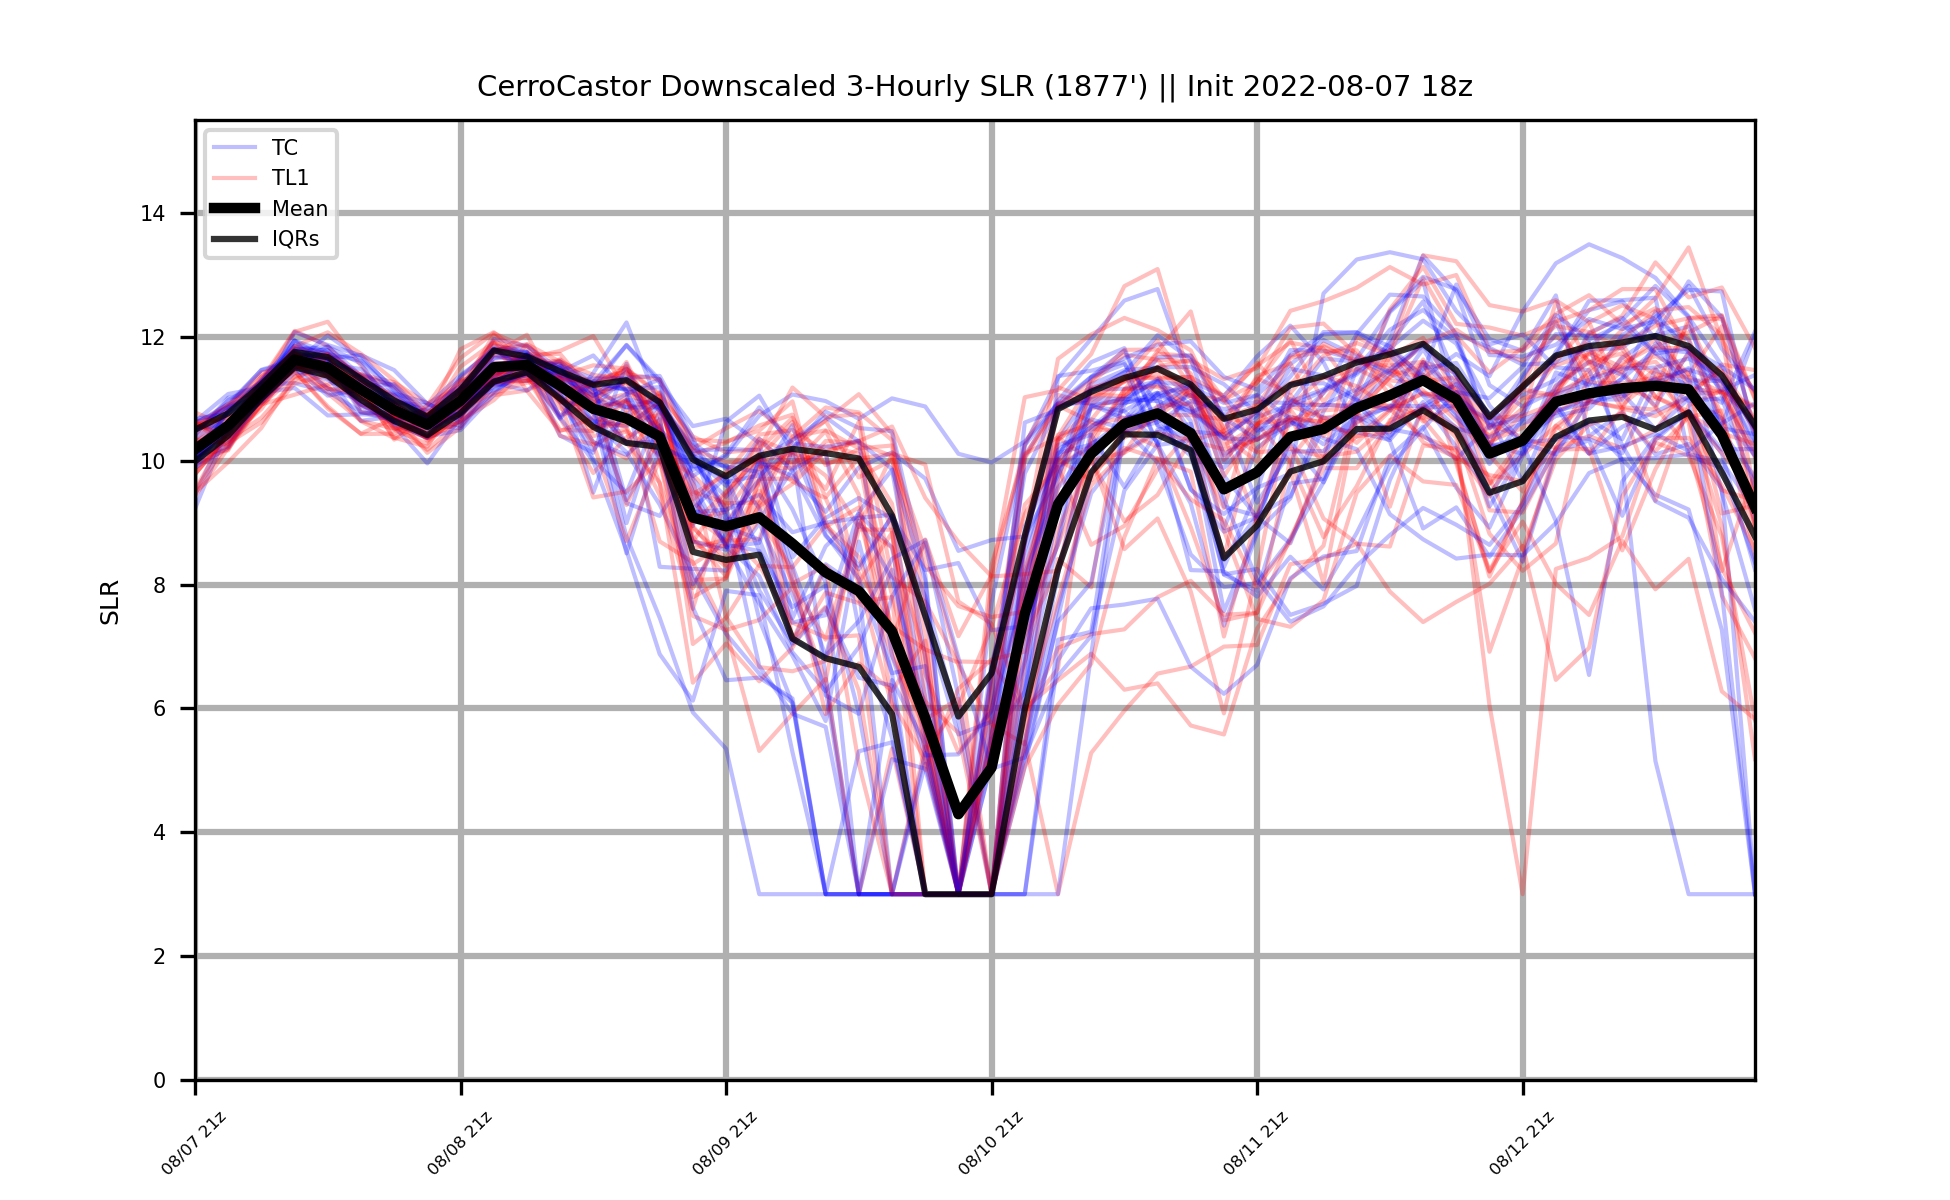 CerroCastor Downscaled 3-Hourly SLR (1877') || Init 2022-08-07 18z
TC
TL1
Mean
IQRs
SLR
14
12
10
8
6
4
2
0
08/07 21z
08/08 21z
08/09 21z
08/10 21z
08/11 21z
08/12 21z